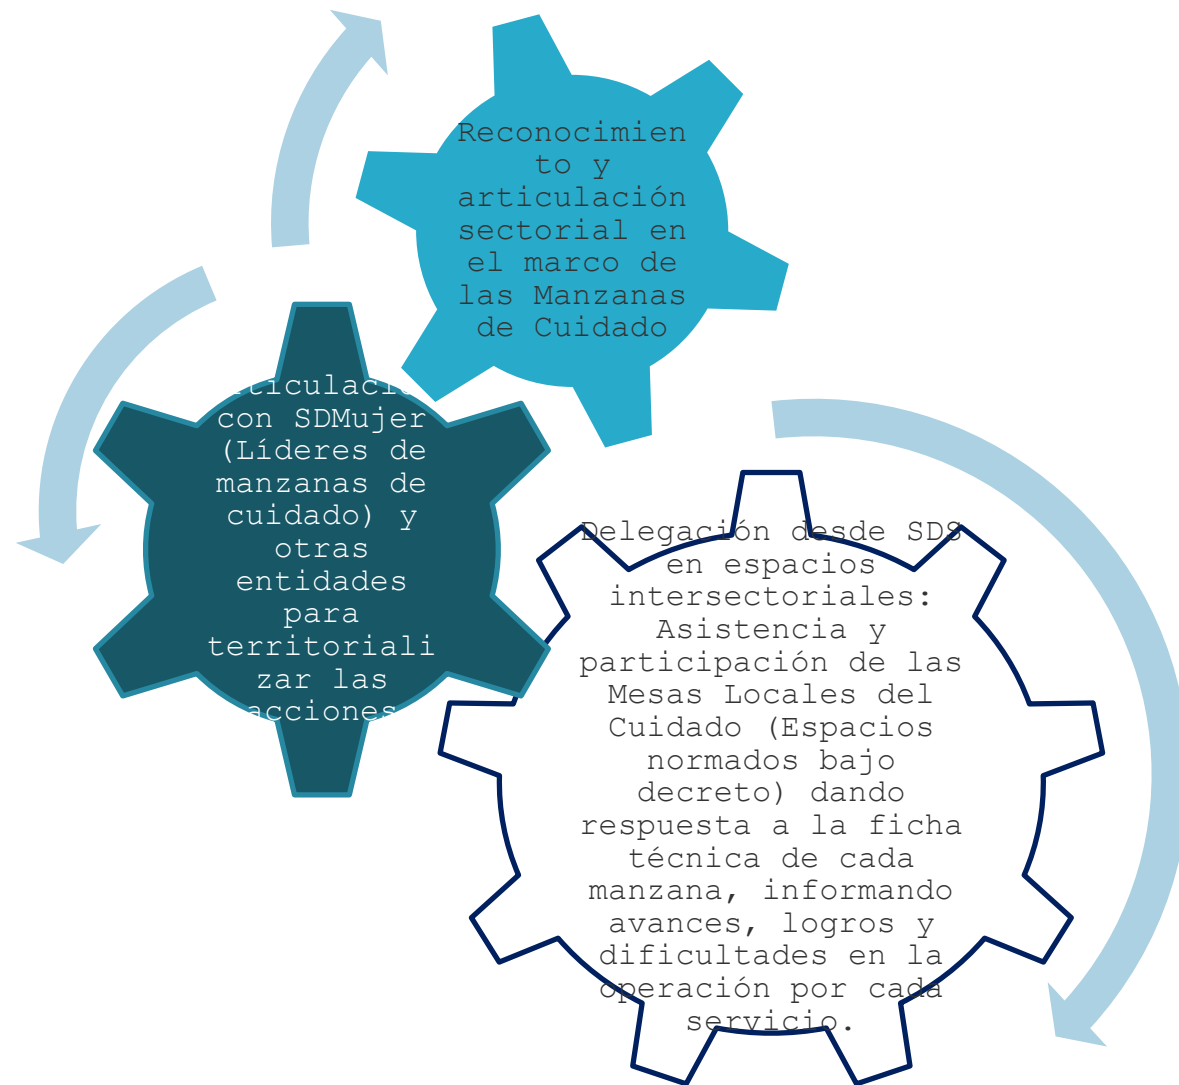 Reconocimien
to y
articulación
sectorial en
el marco de
las Manzanas
de Cuidado
rticulació
con SDMujer
(Líderes de
manzanas de
cuidado) y
otras
entidades
para
territoriali
zar las
acciones
Delegación desde SDS
en espacios
intersectoriales:
Asistencia y
participación de las
Mesas Locales del
Cuidado (Espacios
normados bajo
decreto) dando
respuesta a la ficha
técnica de cada
manzana, informando
avances, logros y
dificultades en la
operación por cada
servicio.